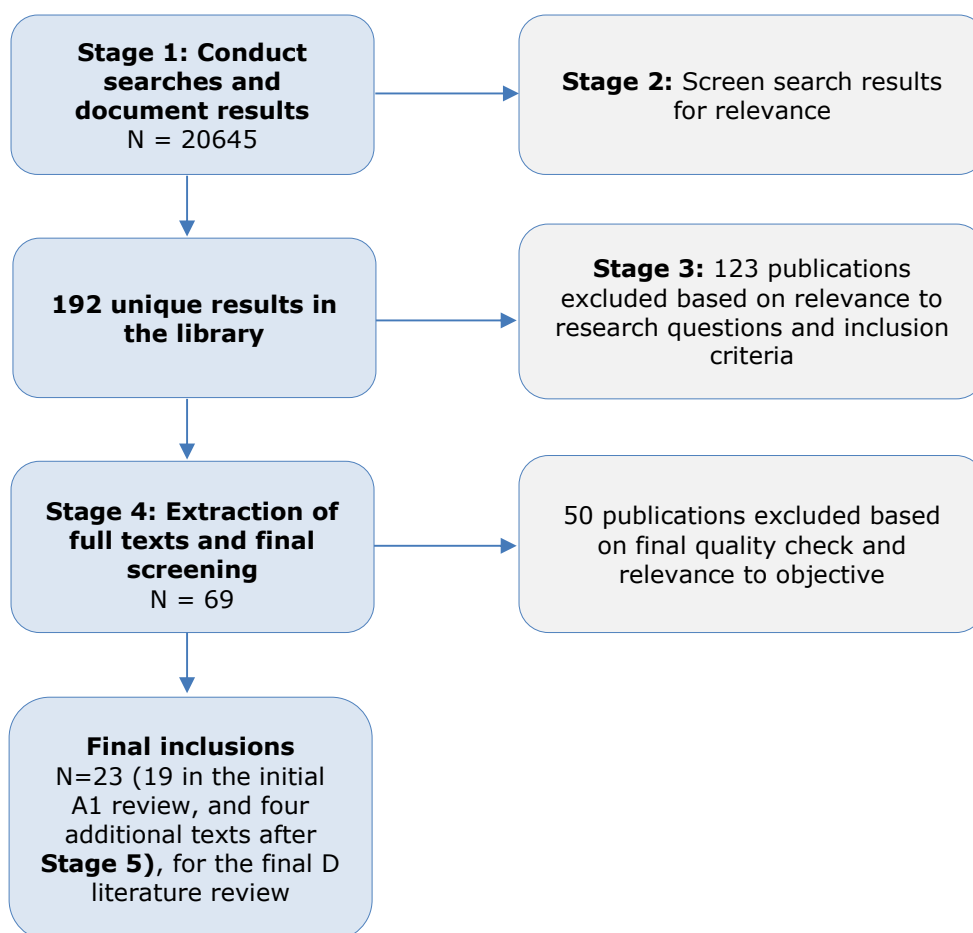 Stage 1: Conduct
searches and
document results
N = 20645
Stage 2: Screen search results
for relevance
192 unique results in
the library
Stage 3: 123 publications
excluded based on relevance to
research questions and inclusion
criteria
Stage 4: Extraction of
full texts and final
screening
N = 69
50 publications excluded based
on final quality check and
relevance to objective
Final inclusions
N=23 (19 in the initial
A1 review, and four
additional texts after
Stage 5), for the final D
literature review